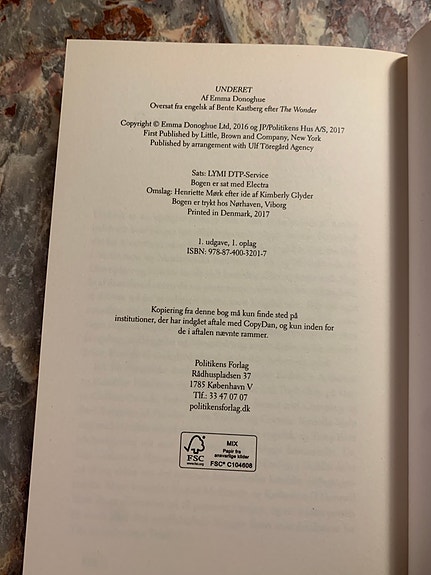 UNDERET
Af Emma Donoghue
Oversat fra engelsk af Bente Kastberg efter The Wonder
Copyright © Emma Donoghue Ltd, 2016 og JP/Politikens Hus A/S, 2017
First Published by Little, Brown and Company, New York
Published by arrangement with Ulf Töregård Agency
Sats: LYMI DTP-Service
Bogen er sat med Electra
Omslag: Henriette Mørk efter ide af Kimberly Glyder
Bogen er trykt hos Nørhaven, Viborg
Printed in Denmark, 2017
1. udgave, 1. oplag
ISBN: 978-87-400-3201-7
Kopiering fra denne bog må kun finde sted på
institutioner, der har indgået aftale med CopyDan, og kun inden for
de i aftalen nævnte rammer.
Politikens Forlag
Rådhuspladsen 37
1785 København V
Tlf.: 33 47 07 07
politikensforlag.dk
FSC
www.fsc.org
MIX
Papir fra
ansvarlige kilder
FSC® C104608